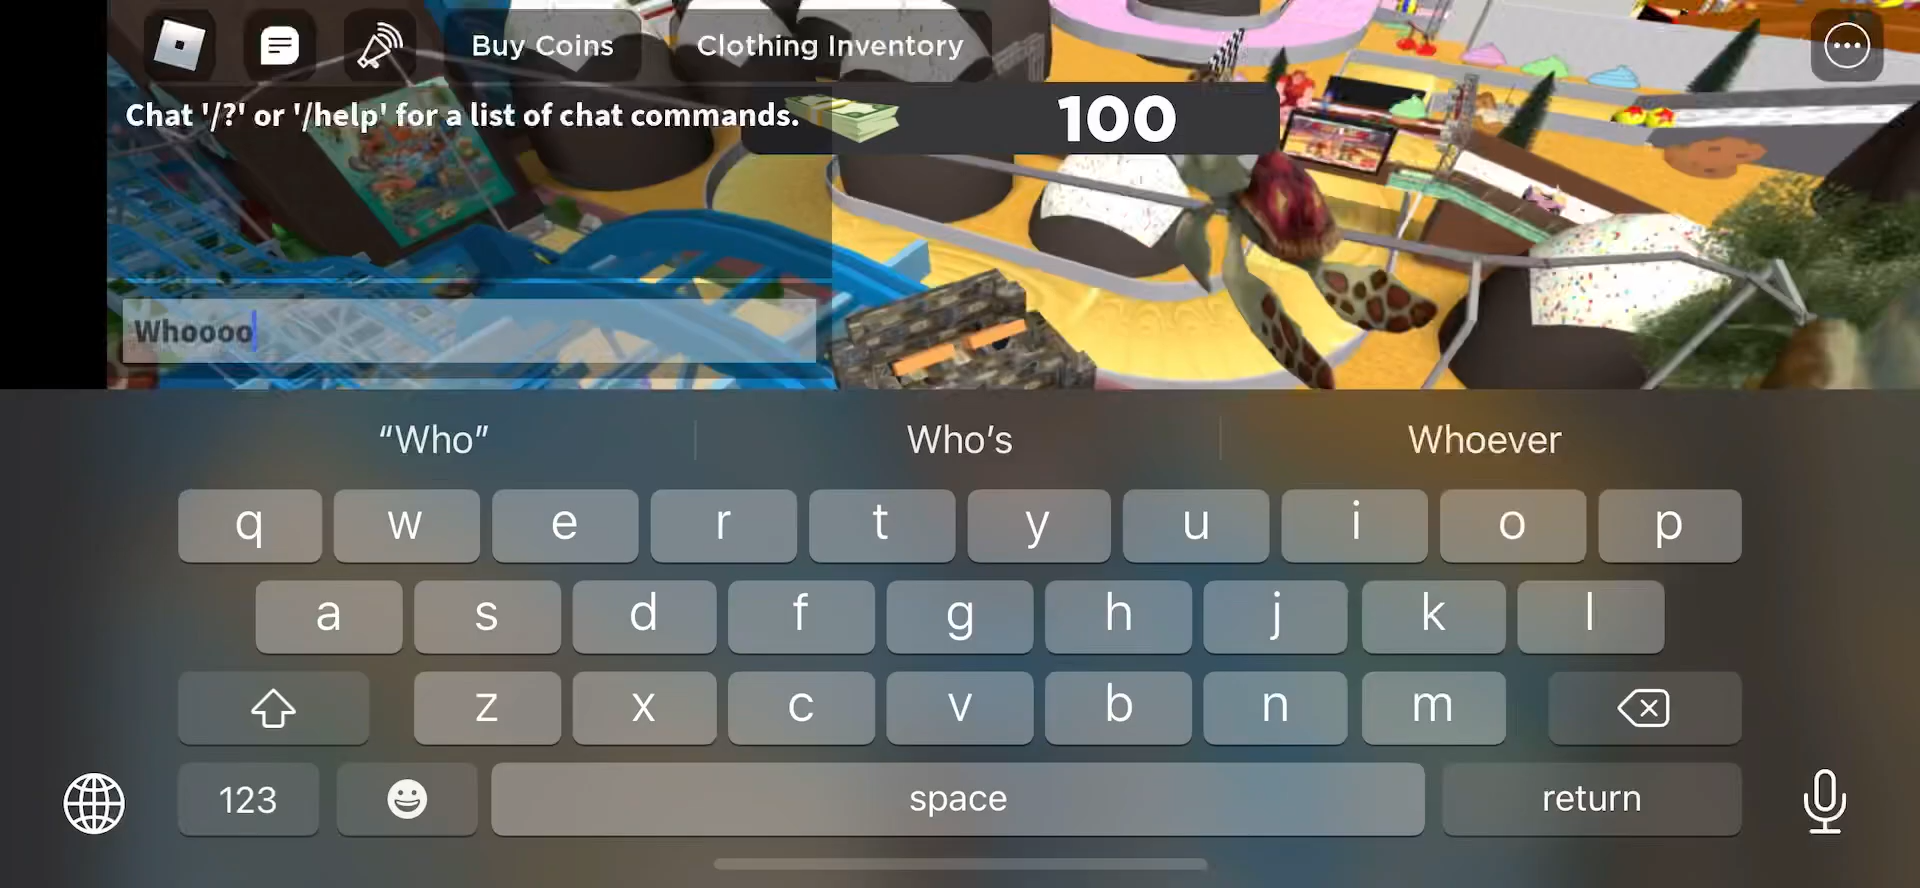 Buy Coins
Clothing Inventory
Chat '/?' or '/help' for a list of chat commands.
100
Whoooo
“Who”
Who’s
Whoever
q w e r t y u i o p
a s d f g h j k l
z x c v b n m
123
space
return